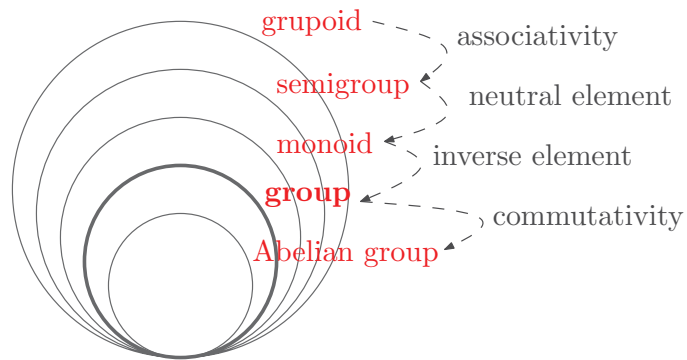 grupoid
associativity
semigroup
neutral element
monoid
inverse element
group
commutativity
Abelian group